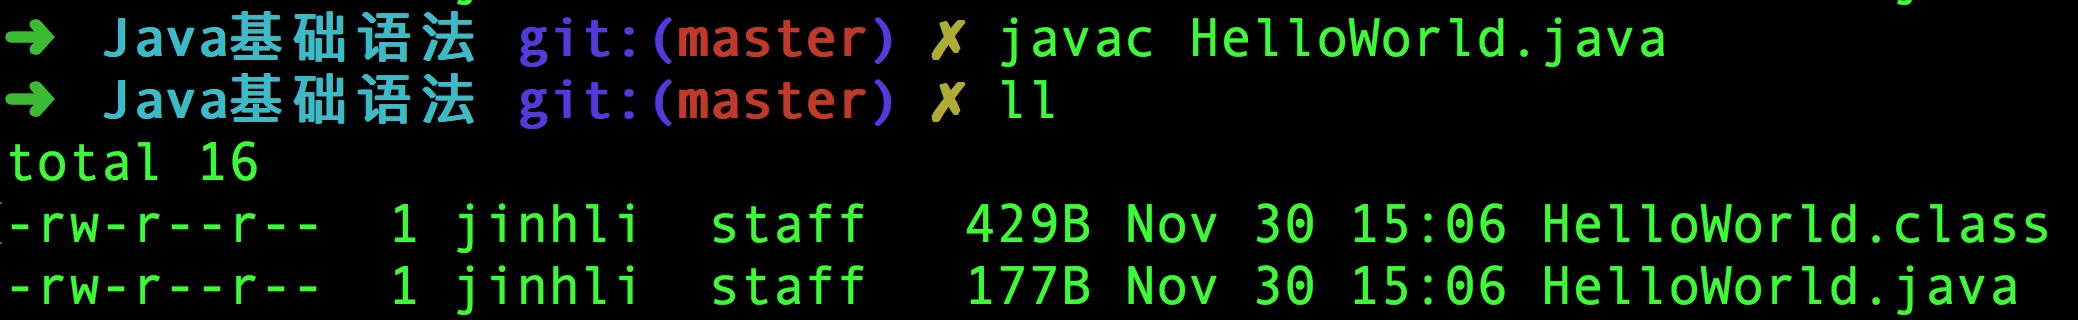 ➜ Java基础语法 git:(master) ✗ javac HelloWorld.java
➜ Java基础语法 git:(master) ✗ ll
total 16
-rw-r--r--  1 jinhli  staff   429B Nov 30 15:06 HelloWorld.class
-rw-r--r--  1 jinhli  staff   177B Nov 30 15:06 HelloWorld.java